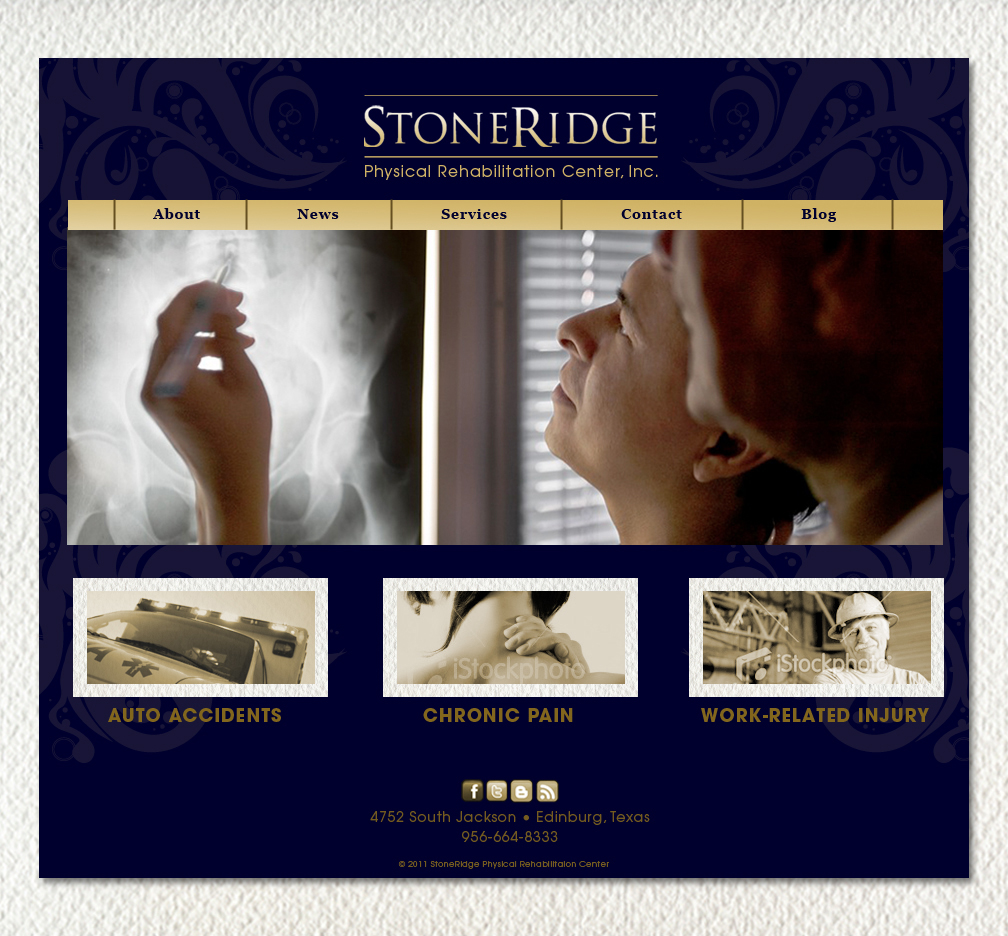 STONERIDGE
Physical Rehabilitation Center, Inc.
About
News
Services
Contact
Blog
iStockphoto
iStockphoto
AUTO ACCIDENTS
CHRONIC PAIN
WORK-RELATED INJURY
4752 South Jackson • Edinburg, Texas
956-664-8333
© 2011 StoneRidge Physical Rehabilitaion Center